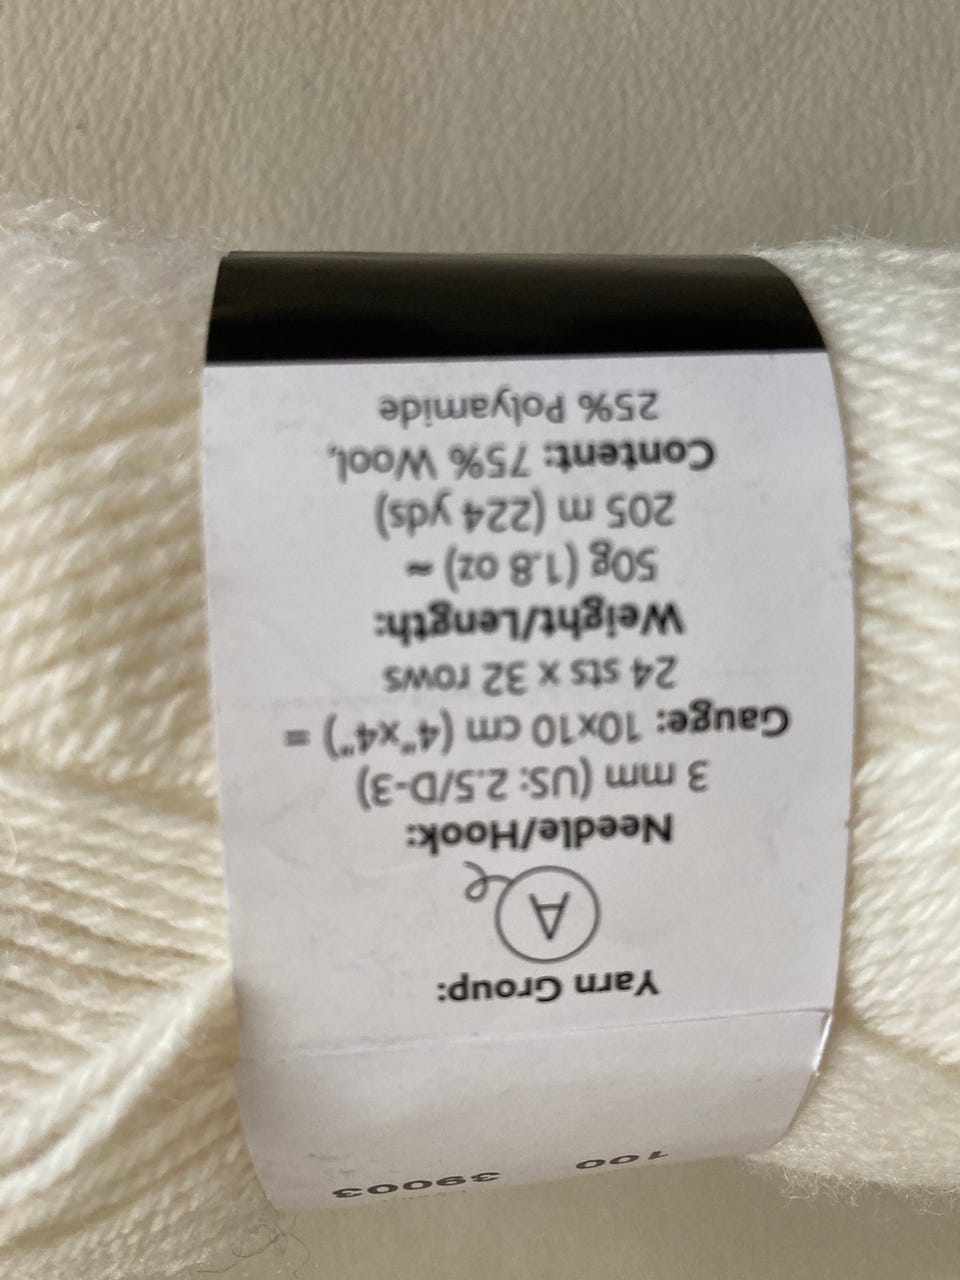 100 39003
Yarn Group:
A
Needle/Hook:
3 mm (US: 2.5/D-3)
Gauge: 10x10 cm (4"x4") =
24 sts x 32 rows
Weight/Length:
50g (1.8 oz) ≈
205 m (224 yds)
Content: 75% Wool,
25% Polyamide